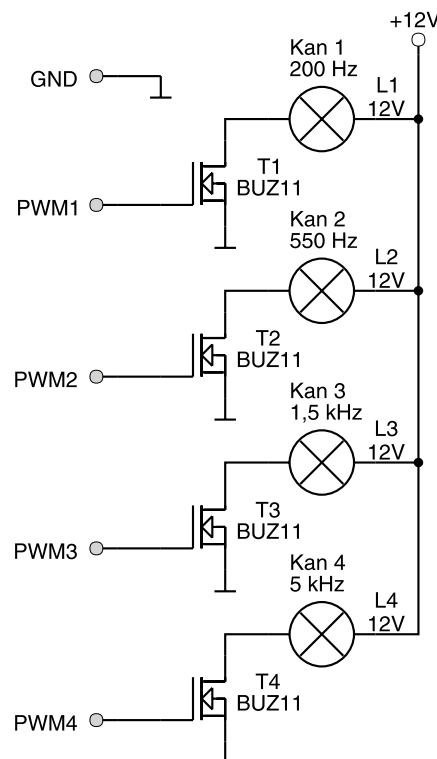 +12V
Kan 1
200 Hz
GND
L1
12V
T1
BUZ11
PWM1
Kan 2
550 Hz
L2
12V
T2
BUZ11
PWM2
Kan 3
1,5 kHz
L3
12V
T3
BUZ11
PWM3
Kan 4
5 kHz
L4
12V
T4
BUZ11
PWM4